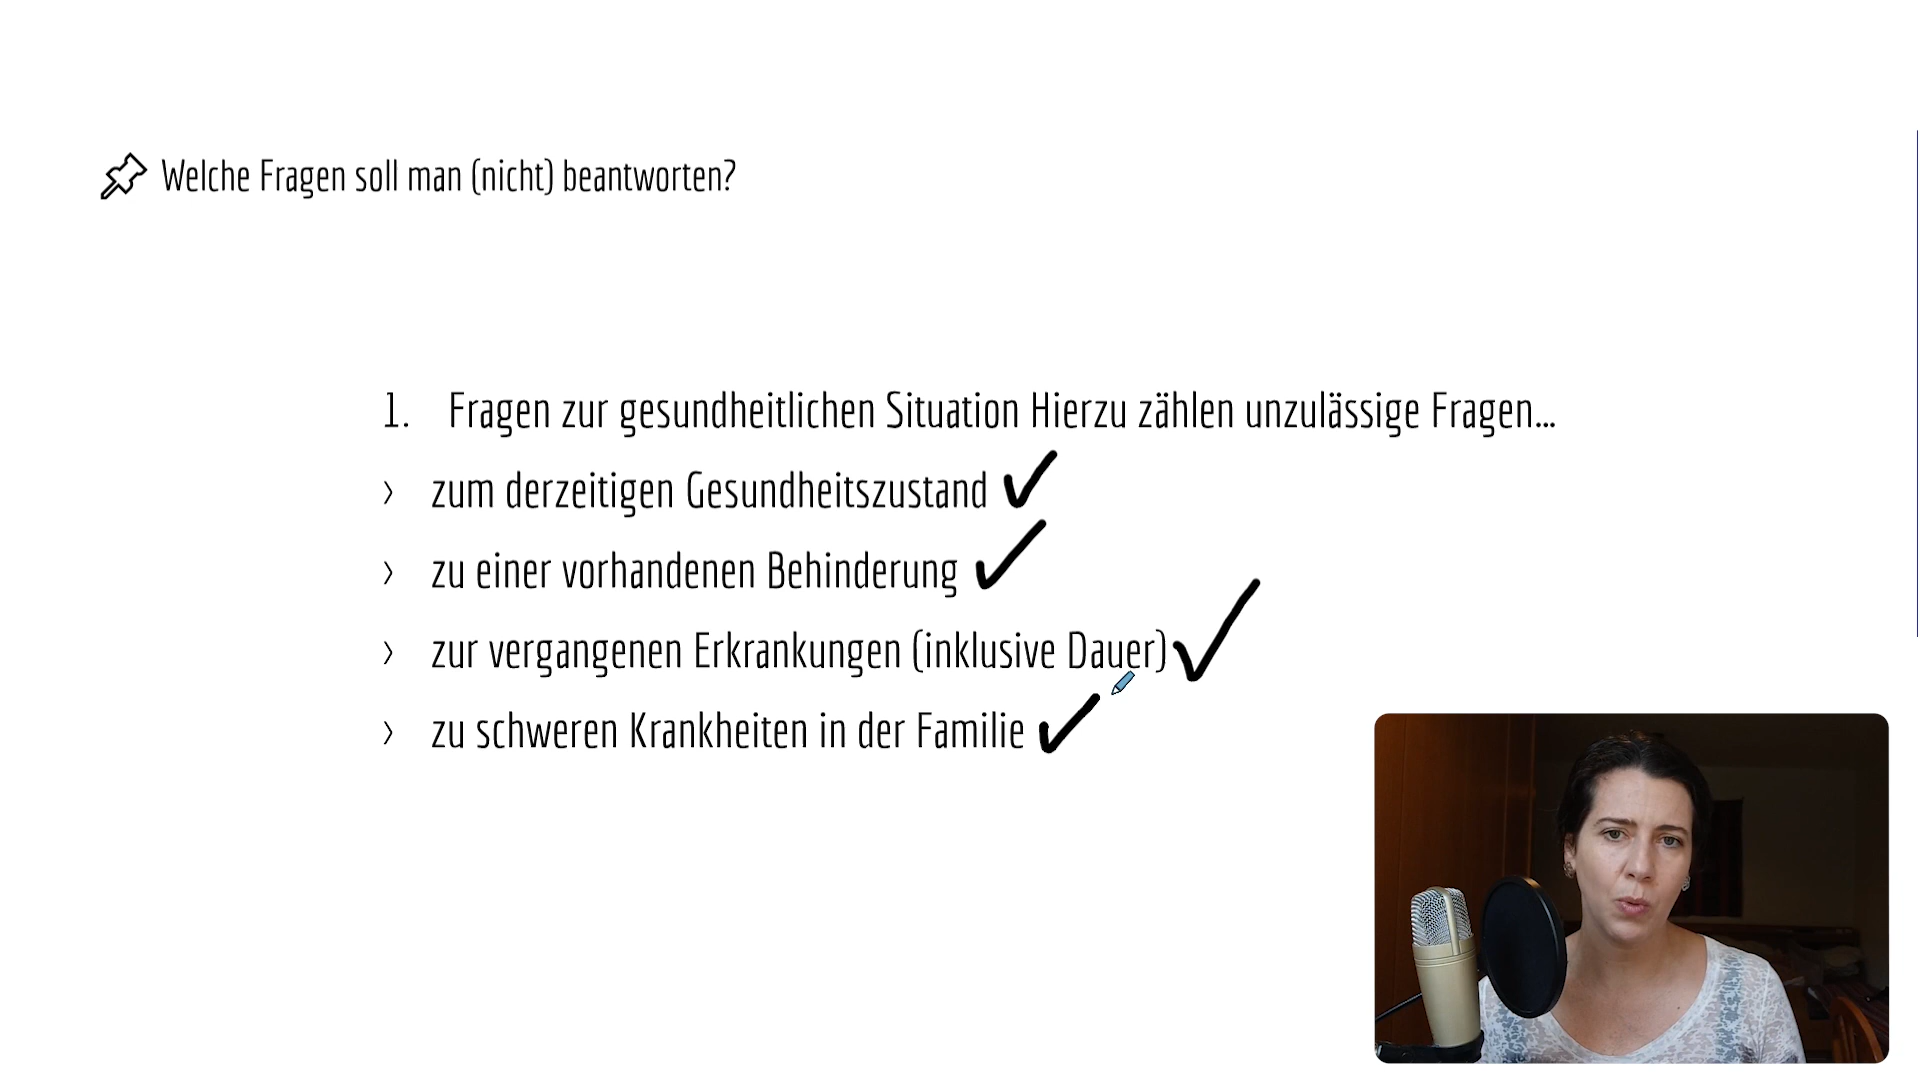 Welche Fragen soll man (nicht) beantworten?
1. Fragen zur gesundheitlichen Situation Hierzu zählen unzulässige Fragen...
› zum derzeitigen Gesundheitszustand
› zu einer vorhandenen Behinderung
› zur vergangenen Erkrankungen (inklusive Dauer)
› zu schweren Krankheiten in der Familie